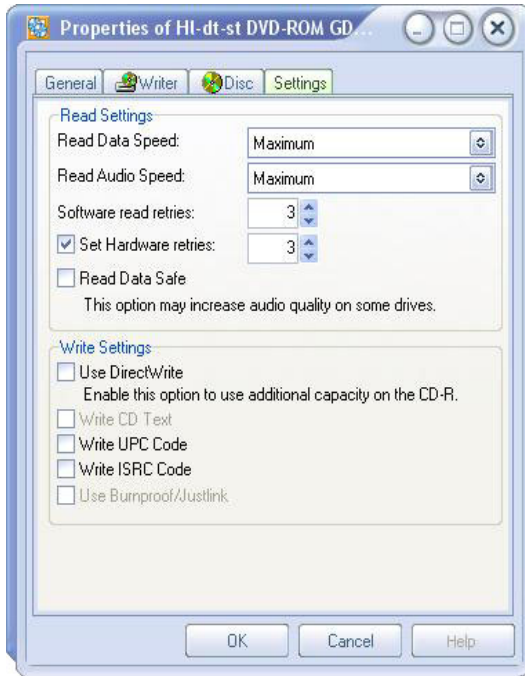 Properties of HI-dt-st DVD-ROM GD...
General Writer Disc Settings
Read Settings
Read Data Speed: Maximum
Read Audio Speed: Maximum
Software read retries: 3
Set Hardware retries: 3
Read Data Safe
This option may increase audio quality on some drives.
Write Settings
Use DirectWrite
Enable this option to use additional capacity on the CD-R.
Write CD Text
Write UPC Code
Write ISRC Code
Use Burnproof/Justlink
OK Cancel Help